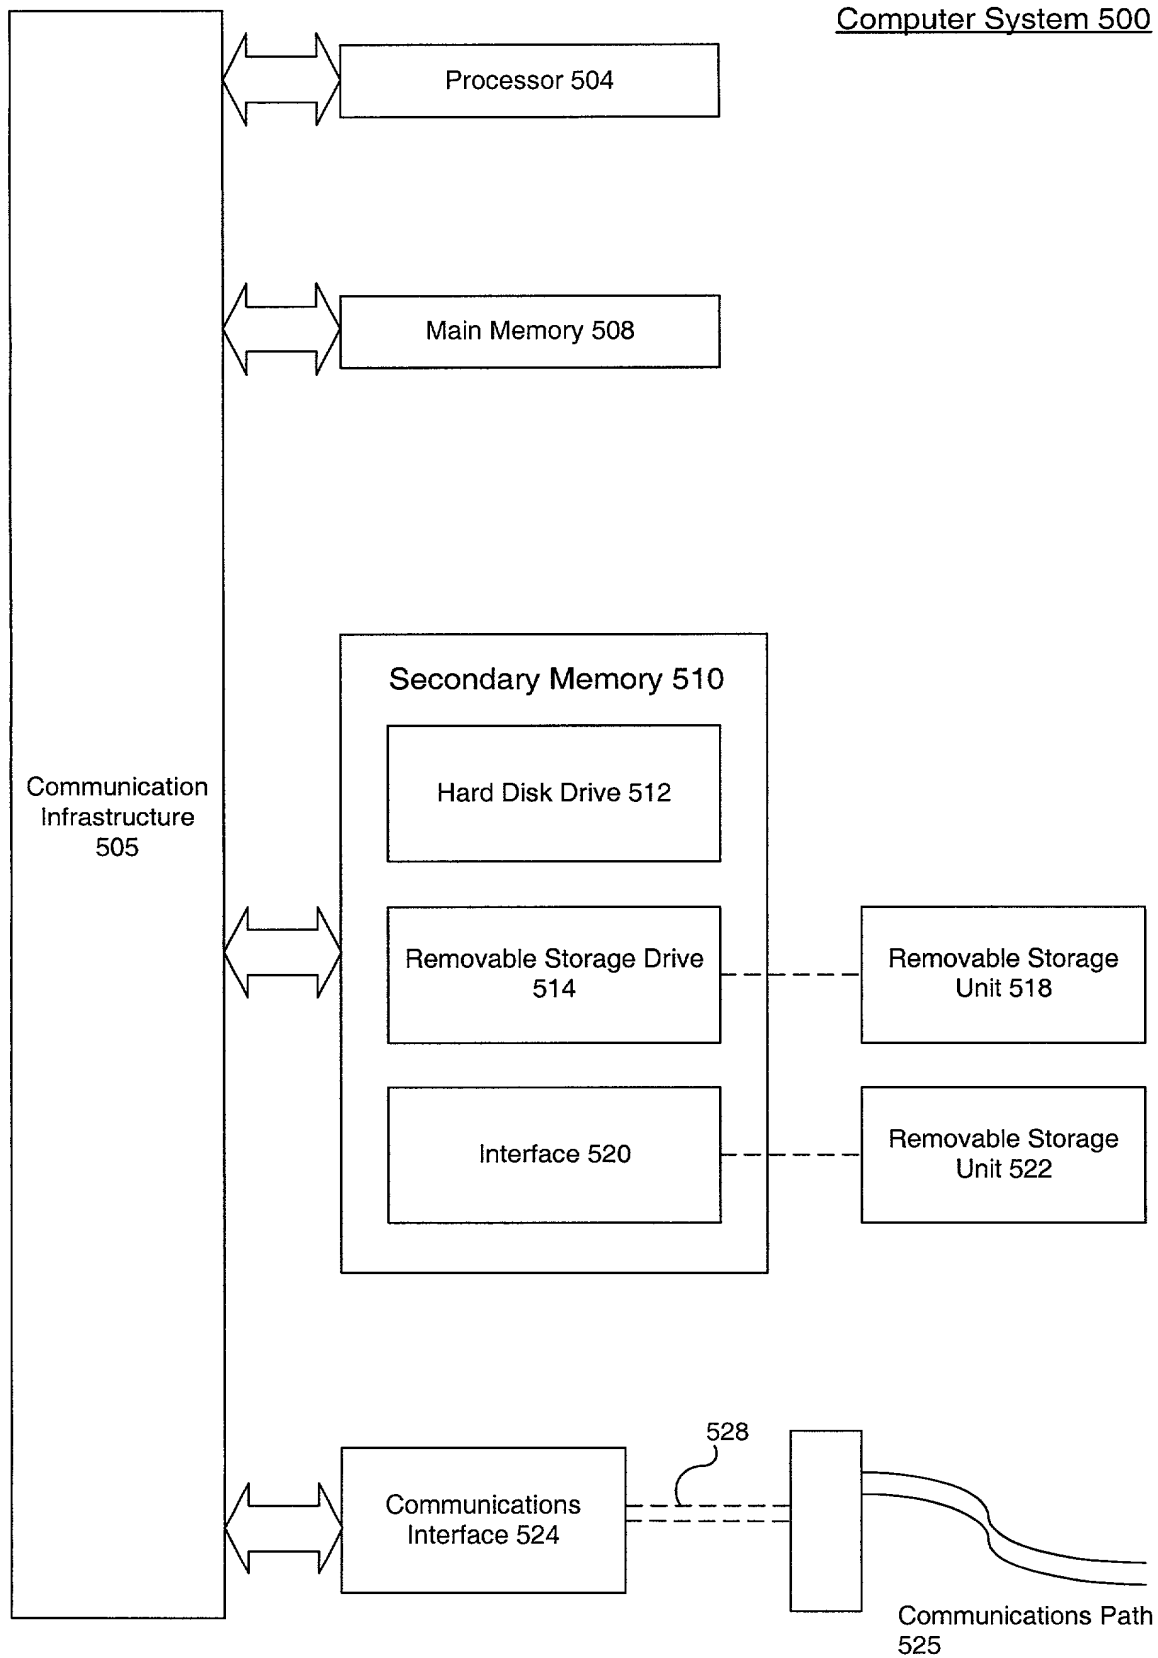 Computer System 500
Processor 504
Main Memory 508
Secondary Memory 510
Hard Disk Drive 512
Communication
Infrastructure
505
Removable Storage Drive
514
Removable Storage
Unit 518
Interface 520
Removable Storage
Unit 522
528
Communications
Interface 524
Communications Path
525